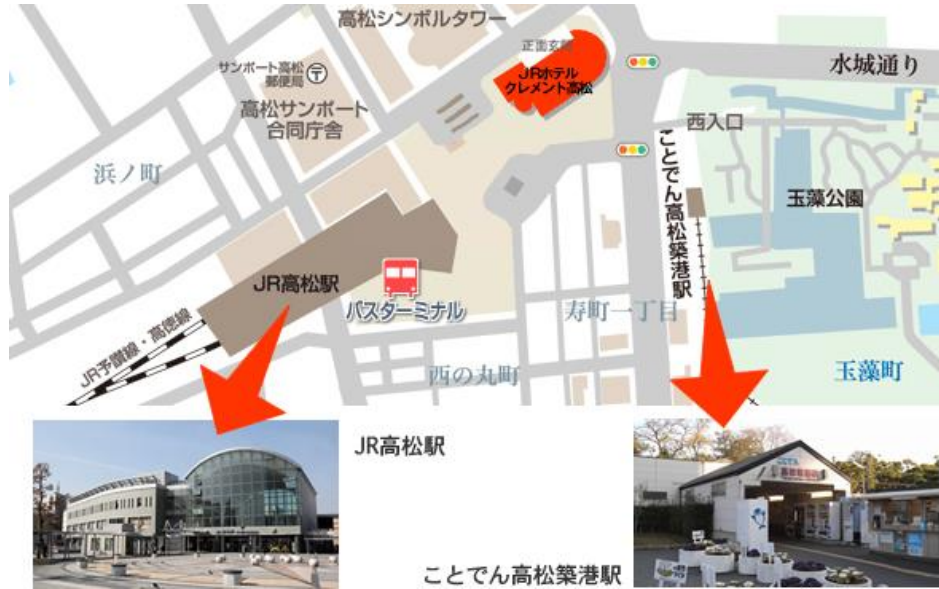 高松シンボルタワー
正面玄関
JRホテル
クレメント高松
水城通り
サンポート高松
郵便局
〒
高松サンポート
合同庁舎
西入口
浜ノ町
ことでん高松築港駅
玉藻公園
JR高松駅
バスターミナル
寿町一丁目
JR予讃線・高徳線
西の丸町
玉藻町
JR高松駅
ことでん高松築港駅